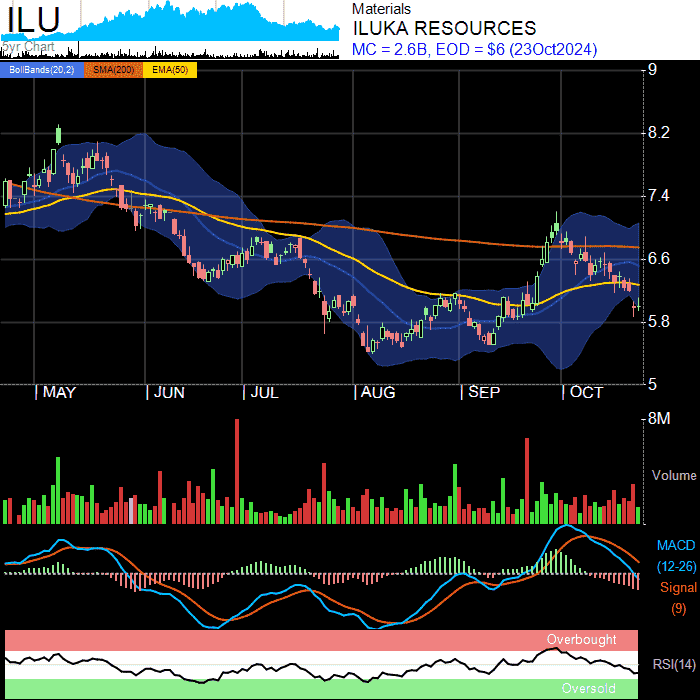 ILU
Materials
ILUKA RESOURCES
MC = 2.6B, EOD = $6 (23Oct2024)
5yr Chart
BollBands(20,2) SMA(200) EMA(50)
9
8.2
7.4
6.6
5.8
5
MAY JUN JUL AUG SEP OCT
8M
Volume
MACD
(12-26)
Signal
(9)
Overbought
RSI(14)
Oversold